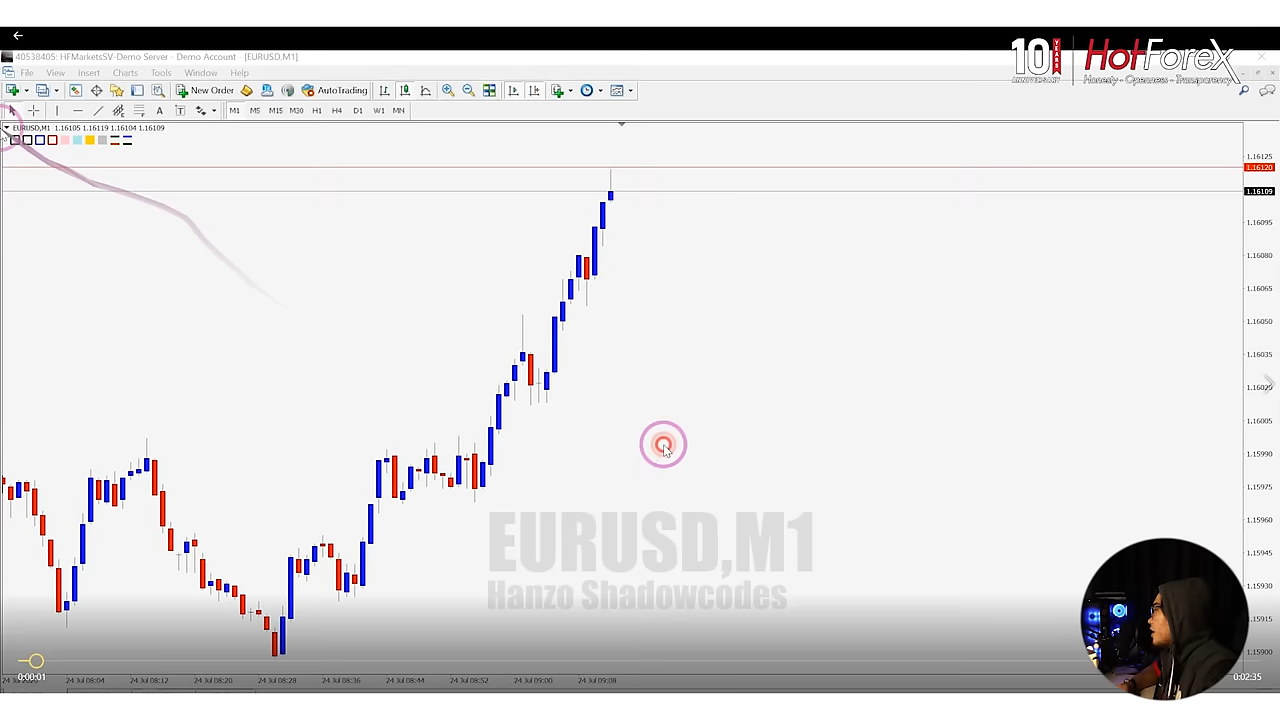 40538405: HFMarketsSV-Demo Server - Demo Account - [EURUSD,M1]
10 YEARS ANNIVERSARY
HotForex
Honesty - Openness - Transparency
File View Insert Charts Tools Window Help
New Order AutoTrading
A T M1 M5 M15 M30 H1 H4 D1 W1 MN
EURUSD,M1 1.16105 1.16119 1.16104 1.16109
1.16125
1.16120
1.16109
1.16095
1.16080
1.16065
1.16050
1.16035
1.16020
1.16005
1.15990
1.15975
1.15960
1.15945
1.15930
1.15915
1.15900
EURUSD,M1
Hanzo Shadowcodes
0:00:01
0:02:35
24 Jul 08:04 24 Jul 08:12 24 Jul 08:20 24 Jul 08:28 24 Jul 08:36 24 Jul 08:44 24 Jul 08:52 24 Jul 09:00 24 Jul 09:08